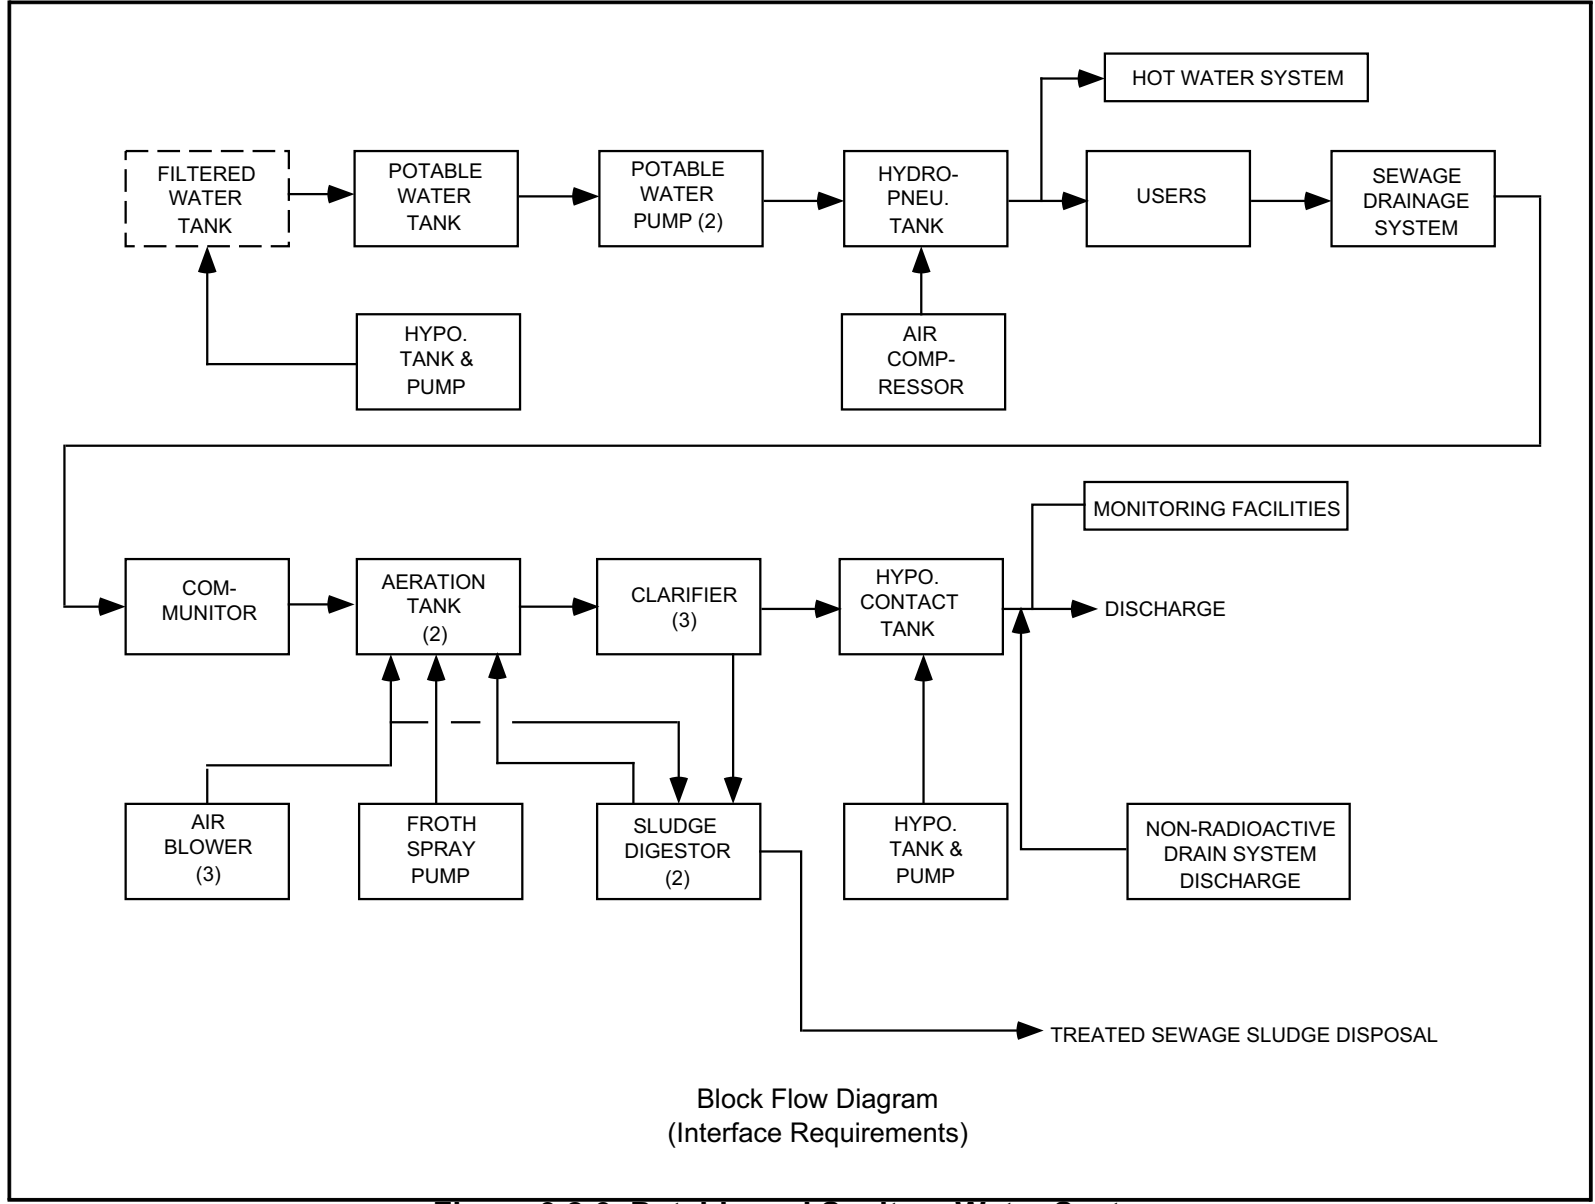 HOT WATER SYSTEM
FILTERED
WATER
TANK
POTABLE
WATER
TANK
POTABLE
WATER
PUMP (2)
HYDRO-
PNEU.
TANK
USERS
SEWAGE
DRAINAGE
SYSTEM
HYPO.
TANK &
PUMP
AIR
COMP-
RESSOR
MONITORING FACILITIES
COM-
MUNITOR
AERATION
TANK
(2)
CLARIFIER
(3)
HYPO.
CONTACT
TANK
DISCHARGE
AIR
BLOWER
(3)
FROTH
SPRAY
PUMP
SLUDGE
DIGESTOR
(2)
HYPO.
TANK &
PUMP
NON-RADIOACTIVE
DRAIN SYSTEM
DISCHARGE
TREATED SEWAGE SLUDGE DISPOSAL
Block Flow Diagram
(Interface Requirements)